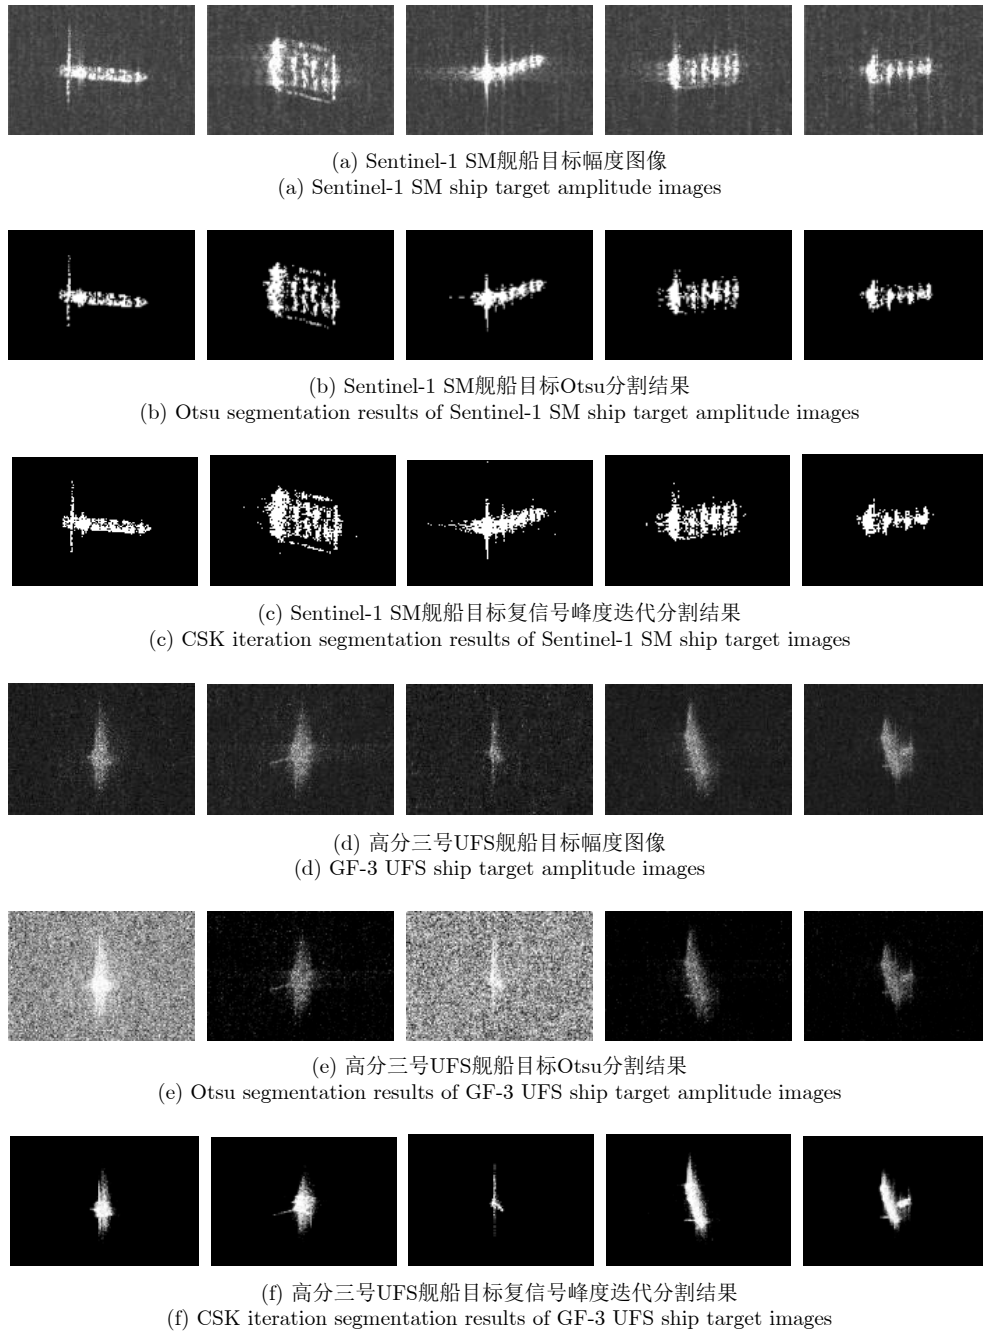 (a) Sentinel-1 SM舰船目标幅度图像
(a) Sentinel-1 SM ship target amplitude images
(b) Sentinel-1 SM舰船目标Otsu分割结果
(b) Otsu segmentation results of Sentinel-1 SM ship target amplitude images
(c) Sentinel-1 SM舰船目标复信号峰度迭代分割结果
(c) CSK iteration segmentation results of Sentinel-1 SM ship target images
(d) 高分三号UFS舰船目标幅度图像
(d) GF-3 UFS ship target amplitude images
(e) 高分三号UFS舰船目标Otsu分割结果
(e) Otsu segmentation results of GF-3 UFS ship target amplitude images
(f) 高分三号UFS舰船目标复信号峰度迭代分割结果
(f) CSK iteration segmentation results of GF-3 UFS ship target images